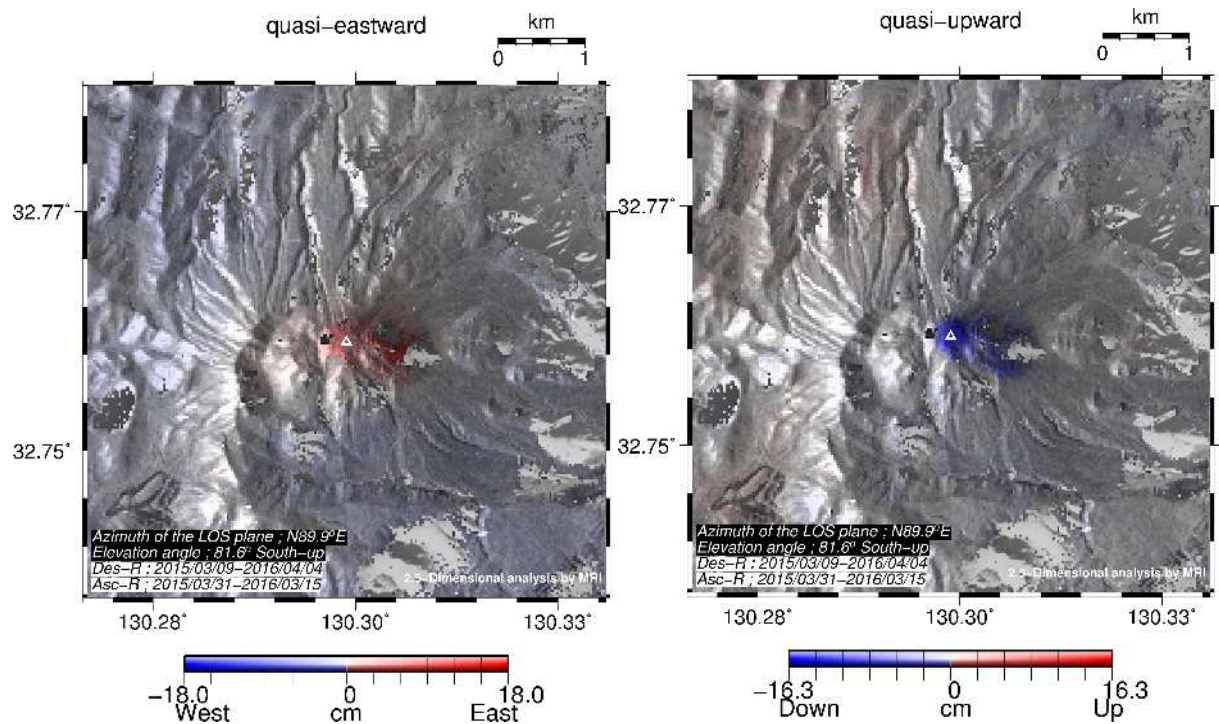 quasi−eastward
km
0 1
32.77°
32.75°
Azimuth of the LOS plane ; N89.9°E
Elevation angle ; 81.6° South−up
Des−R ; 2015/03/09−2016/04/04
Asc−R ; 2015/03/31−2016/03/15
2.5−Dimensional analysis by MRI
130.28° 130.30° 130.33°
−18.0 0 18.0
West cm East
quasi−upward
km
0 1
32.77°
32.75°
Azimuth of the LOS plane ; N89.9°E
Elevation angle ; 81.6° South−up
Des−R ; 2015/03/09−2016/04/04
Asc−R ; 2015/03/31−2016/03/15
2.5−Dimensional analysis by MRI
130.28° 130.30° 130.33°
−16.3 0 16.3
Down cm Up